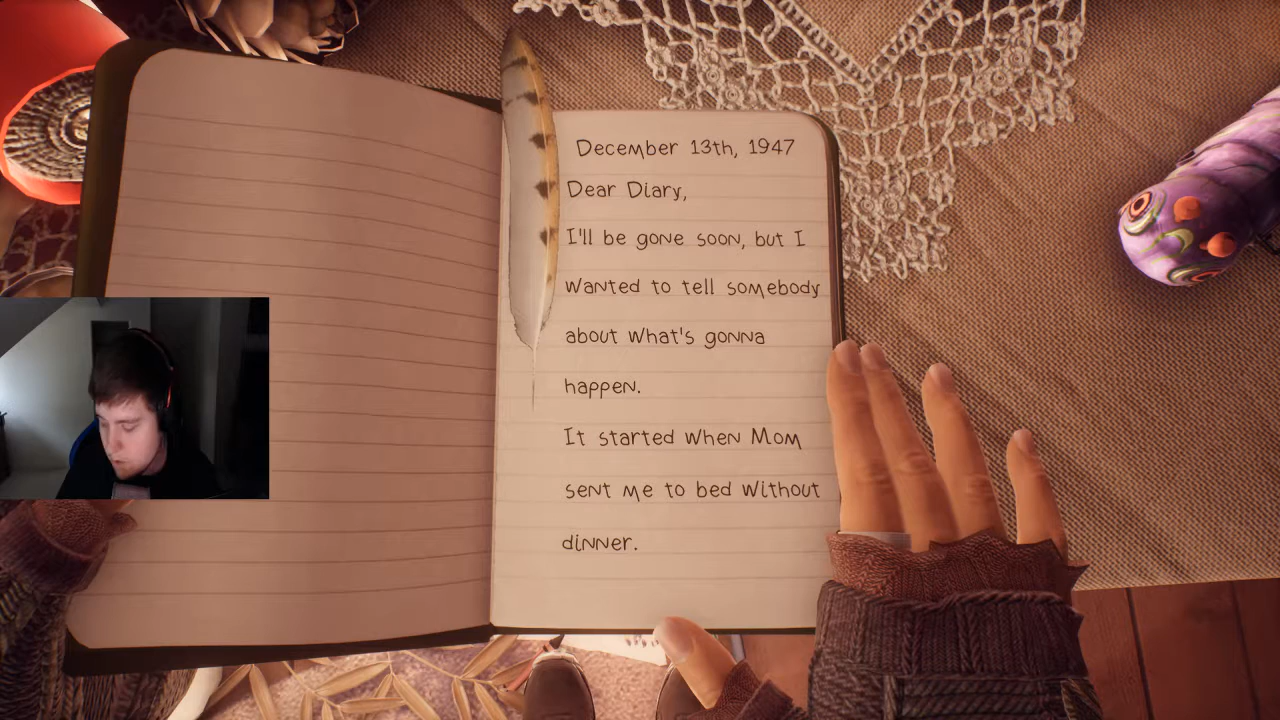 December 13th, 1947
Dear Diary,
I'll be gone soon, but I
wanted to tell somebody
about what's gonna
happen.
It started when Mom
sent me to bed without
dinner.